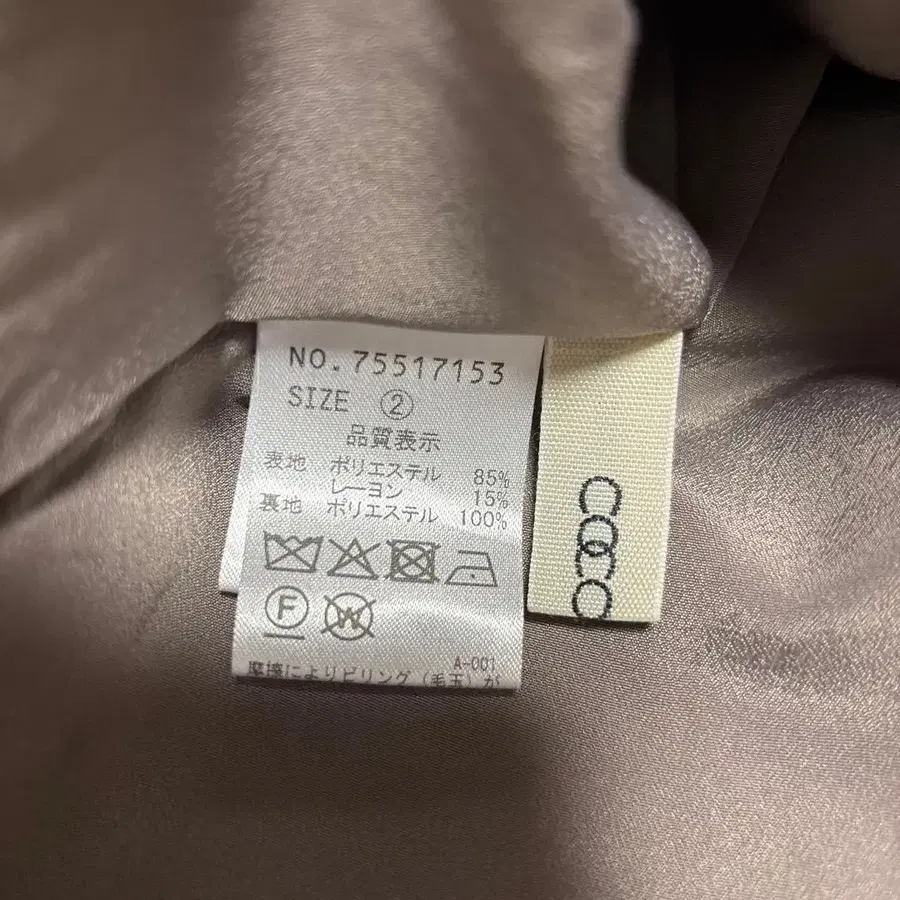 NO.75517153
SIZE ②
品質表示
表地 ポリエステル 85%
レーヨン 15%
裏地 ポリエステル 100%
F W
A-001
摩擦によりピリング(毛玉)が
COCO